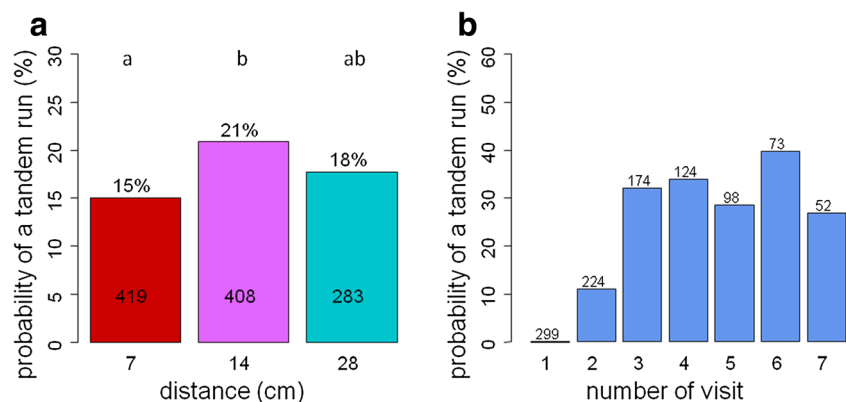 a
probability of a tandem run (%)
30
25
20
15
10
5
0
a b ab
15% 21% 18%
419 408 283
7 14 28
distance (cm)
b
probability of a tandem run (%)
60
50
40
30
20
10
0
299 224 174 124 98 73 52
1 2 3 4 5 6 7
number of visit